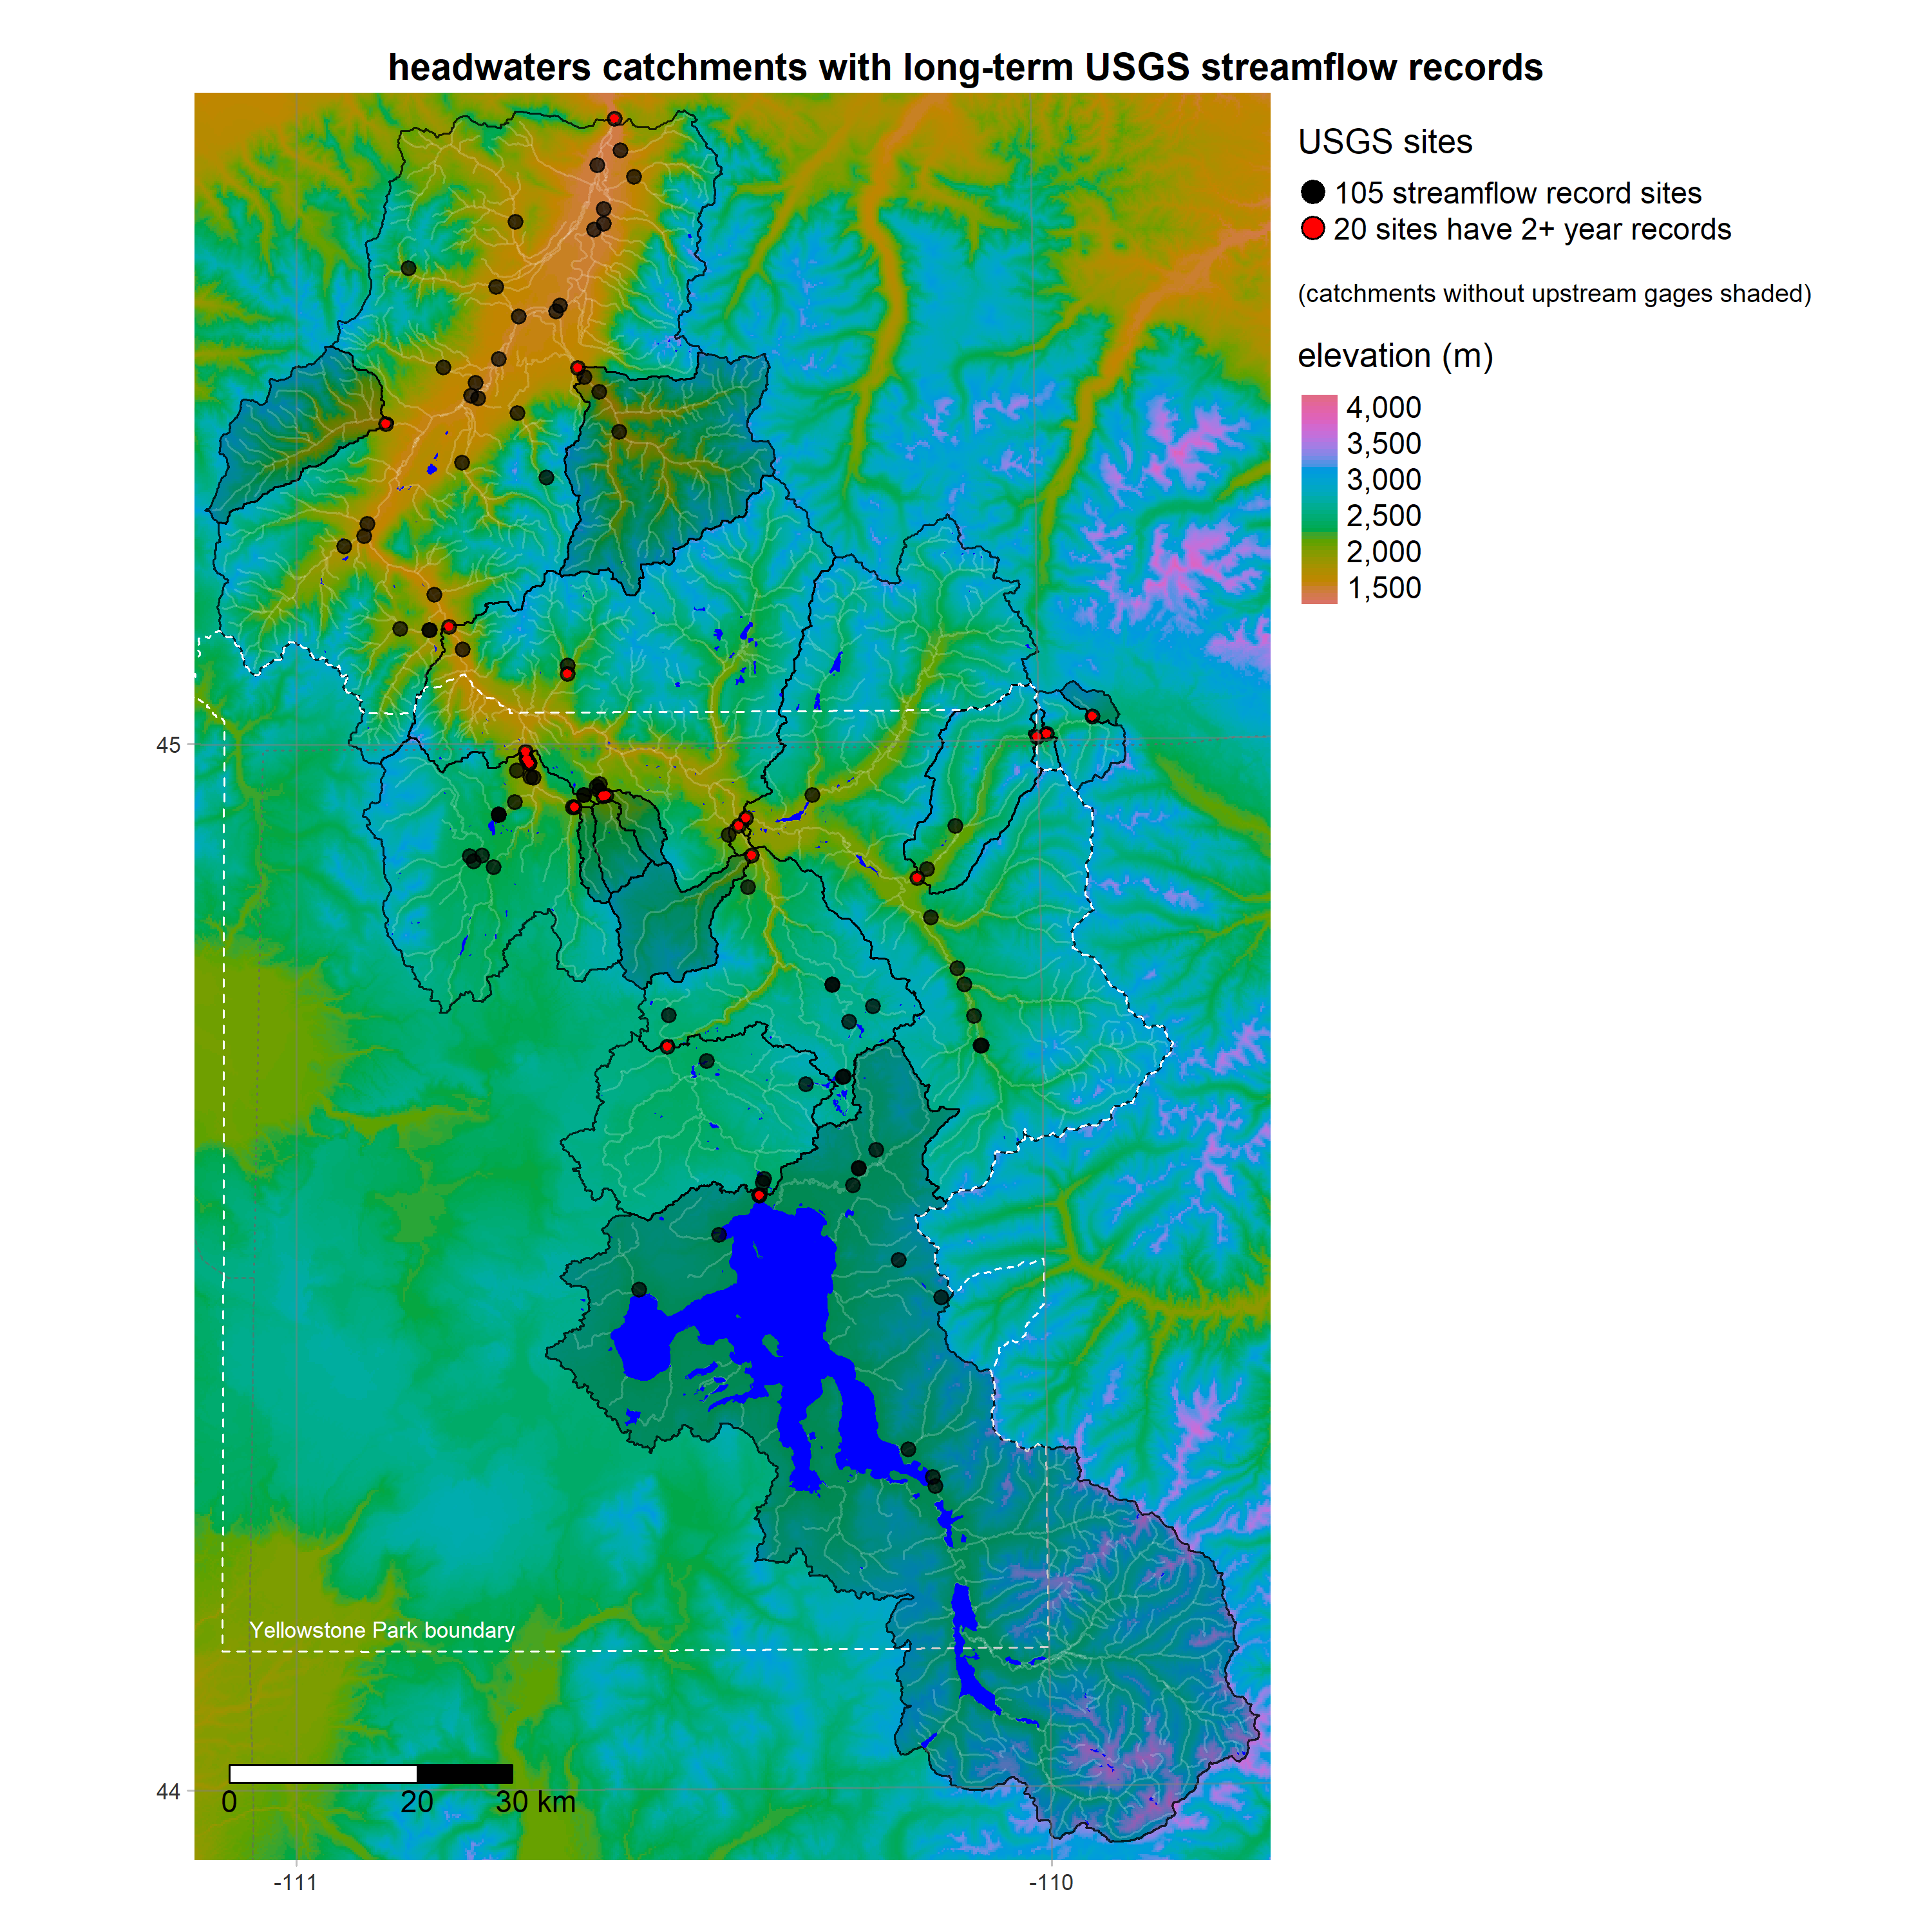 headwaters catchments with long-term USGS streamflow records
USGS sites
105 streamflow record sites
20 sites have 2+ year records
(catchments without upstream gages shaded)
elevation (m)
4,000
3,500
3,000
2,500
2,000
1,500
45
Yellowstone Park boundary
44
0 20 30 km
-111 -110